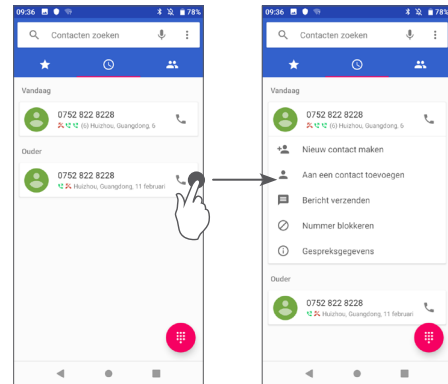 09:36 78%
Contacten zoeken
Vandaag
0752 822 8228
(6) Huizhou, Guangdong, 6
Ouder
0752 822 8228
Huizhou, Guangdong, 11 februari
09:36 78%
Contacten zoeken
Vandaag
0752 822 8228
(6) Huizhou, Guangdong, 6
Nieuw contact maken
Aan een contact toevoegen
Bericht verzenden
Nummer blokkeren
Gespreksgegevens
Ouder
0752 822 8228
Huizhou, Guangdong, 11 februari